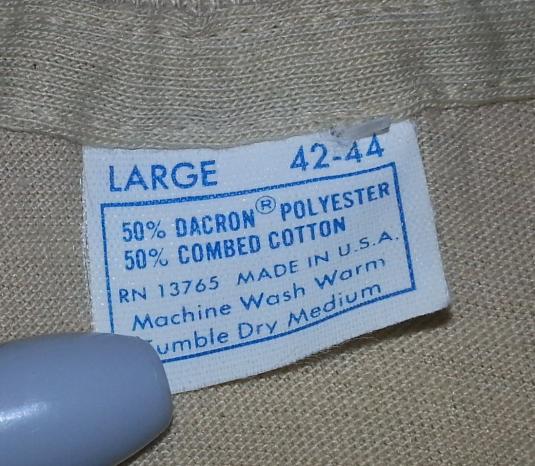 LARGE 42-44
50% DACRON® POLYESTER
50% COMBED COTTON
RN 13765 MADE IN U.S.A.
Machine Wash Warm
Tumble Dry Medium